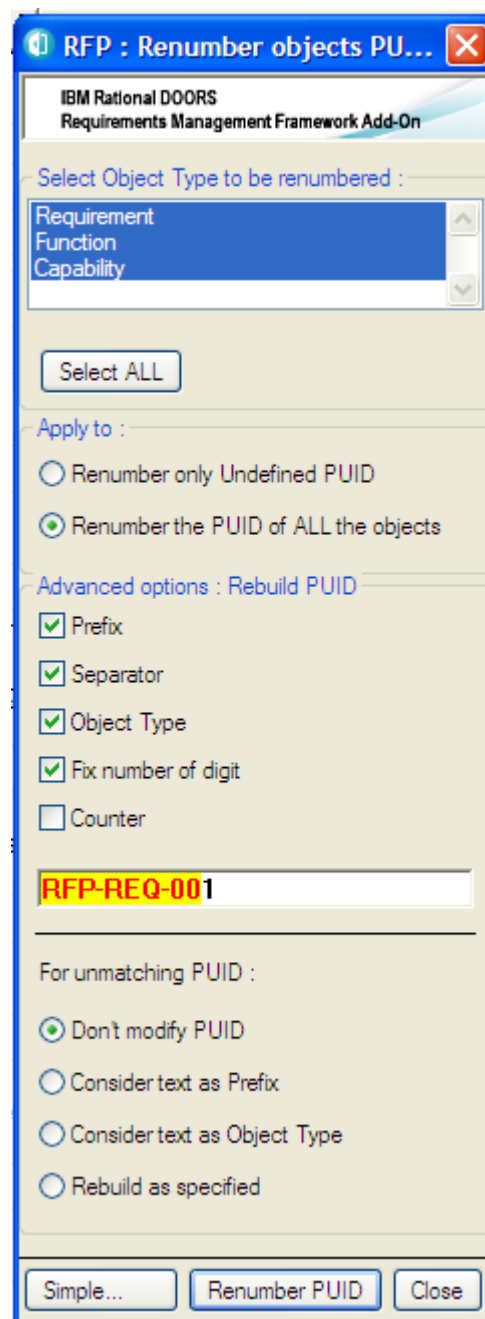 RFP : Renumber objects PU...
IBM Rational DOORS
Requirements Management Framework Add-On
Select Object Type to be renumbered :
Requirement
Function
Capability
Select ALL
Apply to :
Renumber only Undefined PUID
Renumber the PUID of ALL the objects
Advanced options : Rebuild PUID
Prefix
Separator
Object Type
Fix number of digit
Counter
RFP-REQ-001
For unmatching PUID :
Don't modify PUID
Consider text as Prefix
Consider text as Object Type
Rebuild as specified
Simple... Renumber PUID Close